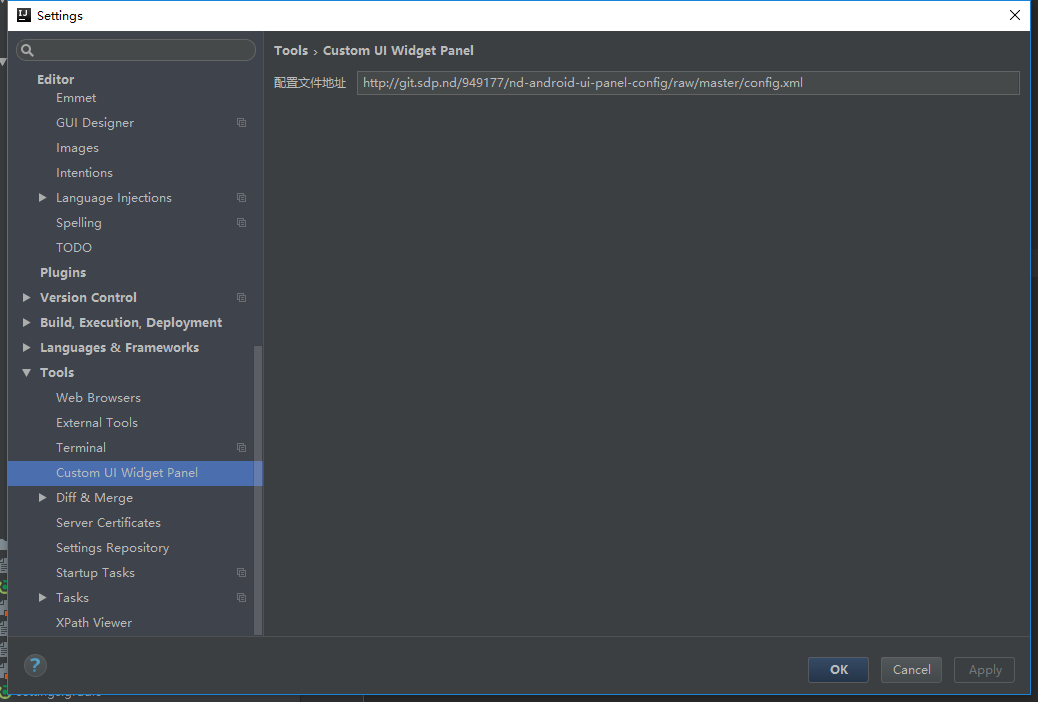 Settings
Tools › Custom UI Widget Panel
配置文件地址 http://git.sdp.nd/949177/nd-android-ui-panel-config/raw/master/config.xml
Editor
Emmet
GUI Designer
Images
Intentions
Language Injections
Spelling
TODO
Plugins
Version Control
Build, Execution, Deployment
Languages & Frameworks
Tools
Web Browsers
External Tools
Terminal
Custom UI Widget Panel
Diff & Merge
Server Certificates
Settings Repository
Startup Tasks
Tasks
XPath Viewer
?
OK Cancel Apply